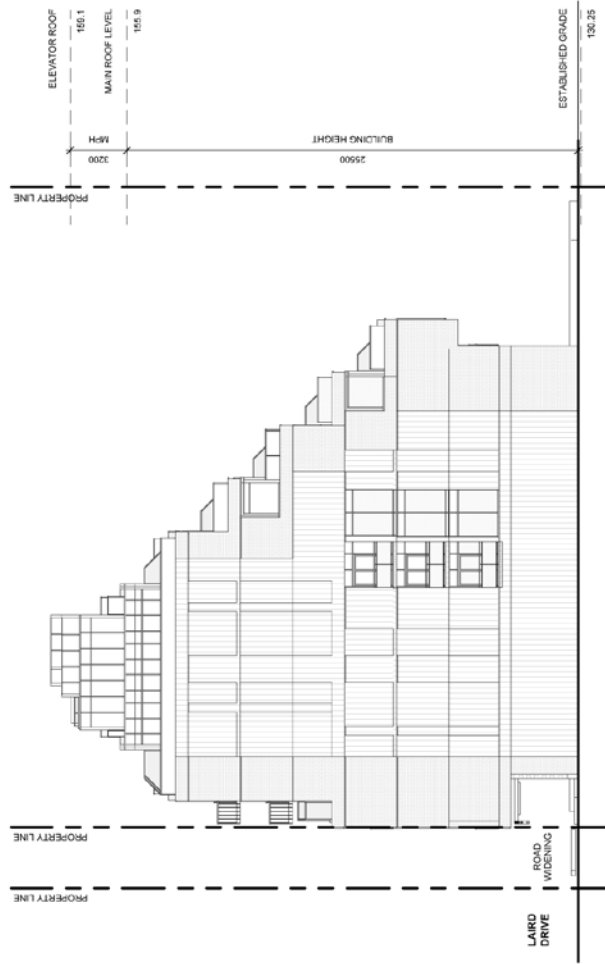 ELEVATOR ROOF
159.1
MAIN ROOF LEVEL
155.9
MPH
3200
BUILDING HEIGHT
25500
ESTABLISHED GRADE
130.25
PROPERTY LINE
PROPERTY LINE
PROPERTY LINE
ROAD
WIDENING
LAIRD
DRIVE